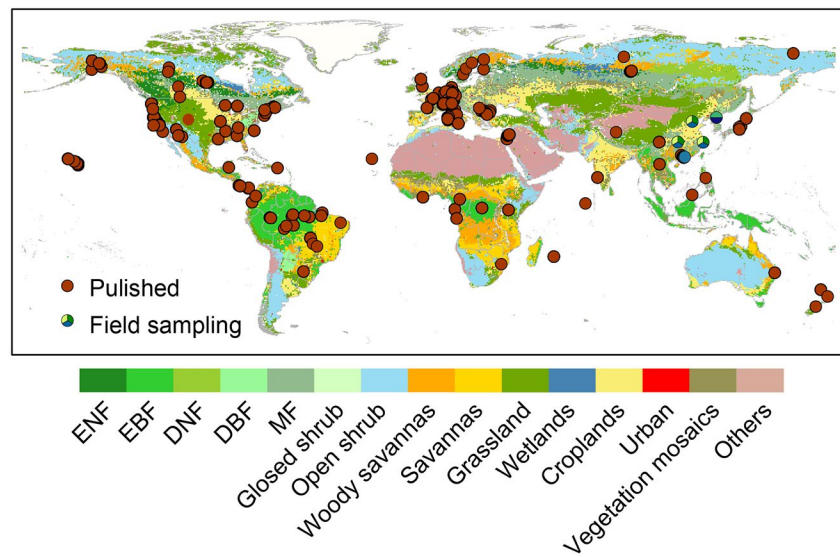 Pulished
Field sampling
ENF
EBF
DNF
DBF
MF
Glosed shrub
Open shrub
Woody savannas
Savannas
Grassland
Wetlands
Croplands
Urban
Vegetation mosaics
Others